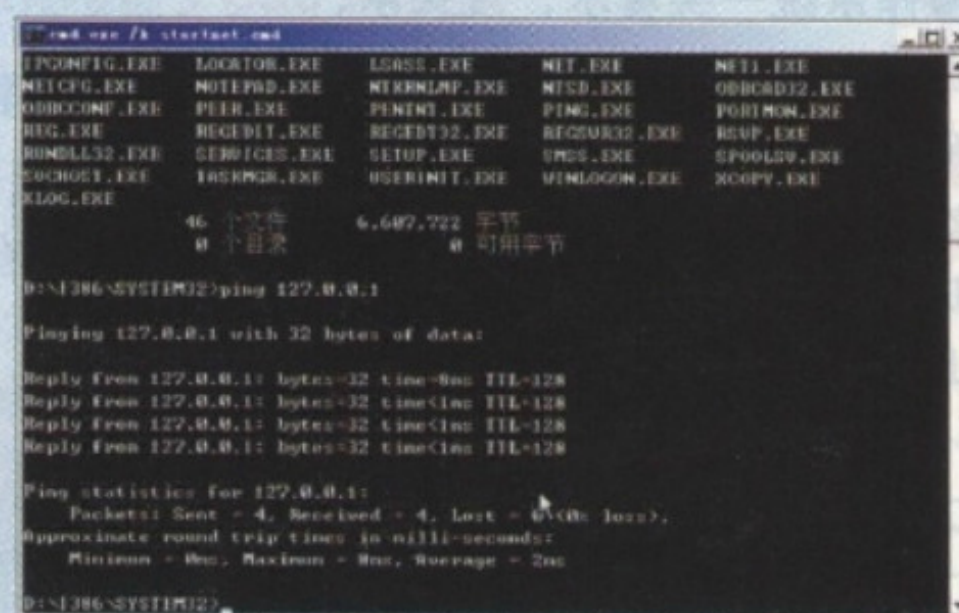 cmd.exe /k startnet.cmd
IPCONFIG.EXE LOCATOR.EXE LSASS.EXE NET.EXE NET1.EXE
NETCFG.EXE NOTEPAD.EXE NTKRNLMP.EXE NTSD.EXE ODBCAD32.EXE
ODBCCONF.EXE PELR.EXE PENTNT.EXE PING.EXE PORTMON.EXE
REG.EXE REGEDIT.EXE REGEDT32.EXE REGSVR32.EXE RSVP.EXE
RUNDLL32.EXE SERVICES.EXE SETUP.EXE SMSS.EXE SPOOLSV.EXE
SVCHOST.EXE TASKMGR.EXE USERINIT.EXE WINLOGON.EXE XCOPY.EXE
XLOG.EXE
46 个文件 6,607,722 字节
0 个目录 0 可用字节
D:\I386\SYSTEM32>ping 127.0.0.1
Pinging 127.0.0.1 with 32 bytes of data:
Reply from 127.0.0.1: bytes=32 time=8ms TTL=128
Reply from 127.0.0.1: bytes=32 time<1ms TTL=128
Reply from 127.0.0.1: bytes=32 time<1ms TTL=128
Reply from 127.0.0.1: bytes=32 time<1ms TTL=128
Ping statistics for 127.0.0.1:
Packets: Sent = 4, Received = 4, Lost = 0 (0% loss),
Approximate round trip times in milli-seconds:
Minimum = 0ms, Maximum = 8ms, Average = 2ms
D:\I386\SYSTEM32>